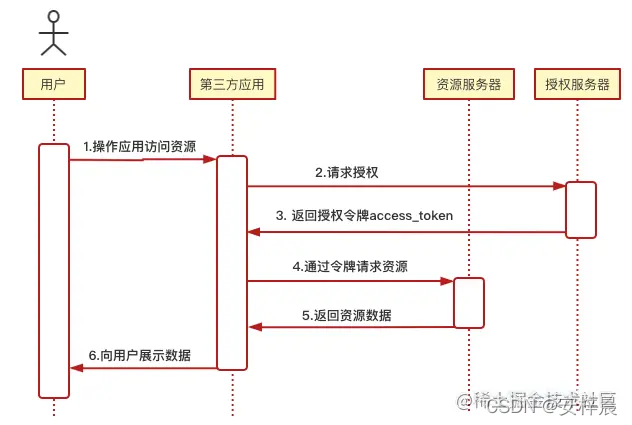 用户
第三方应用
资源服务器
授权服务器
1.操作应用访问资源
2.请求授权
3. 返回授权令牌access_token
4.通过令牌请求资源
5.返回资源数据
6.向用户展示数据
@稀土掘金技术社区
CSDN @安梓晨